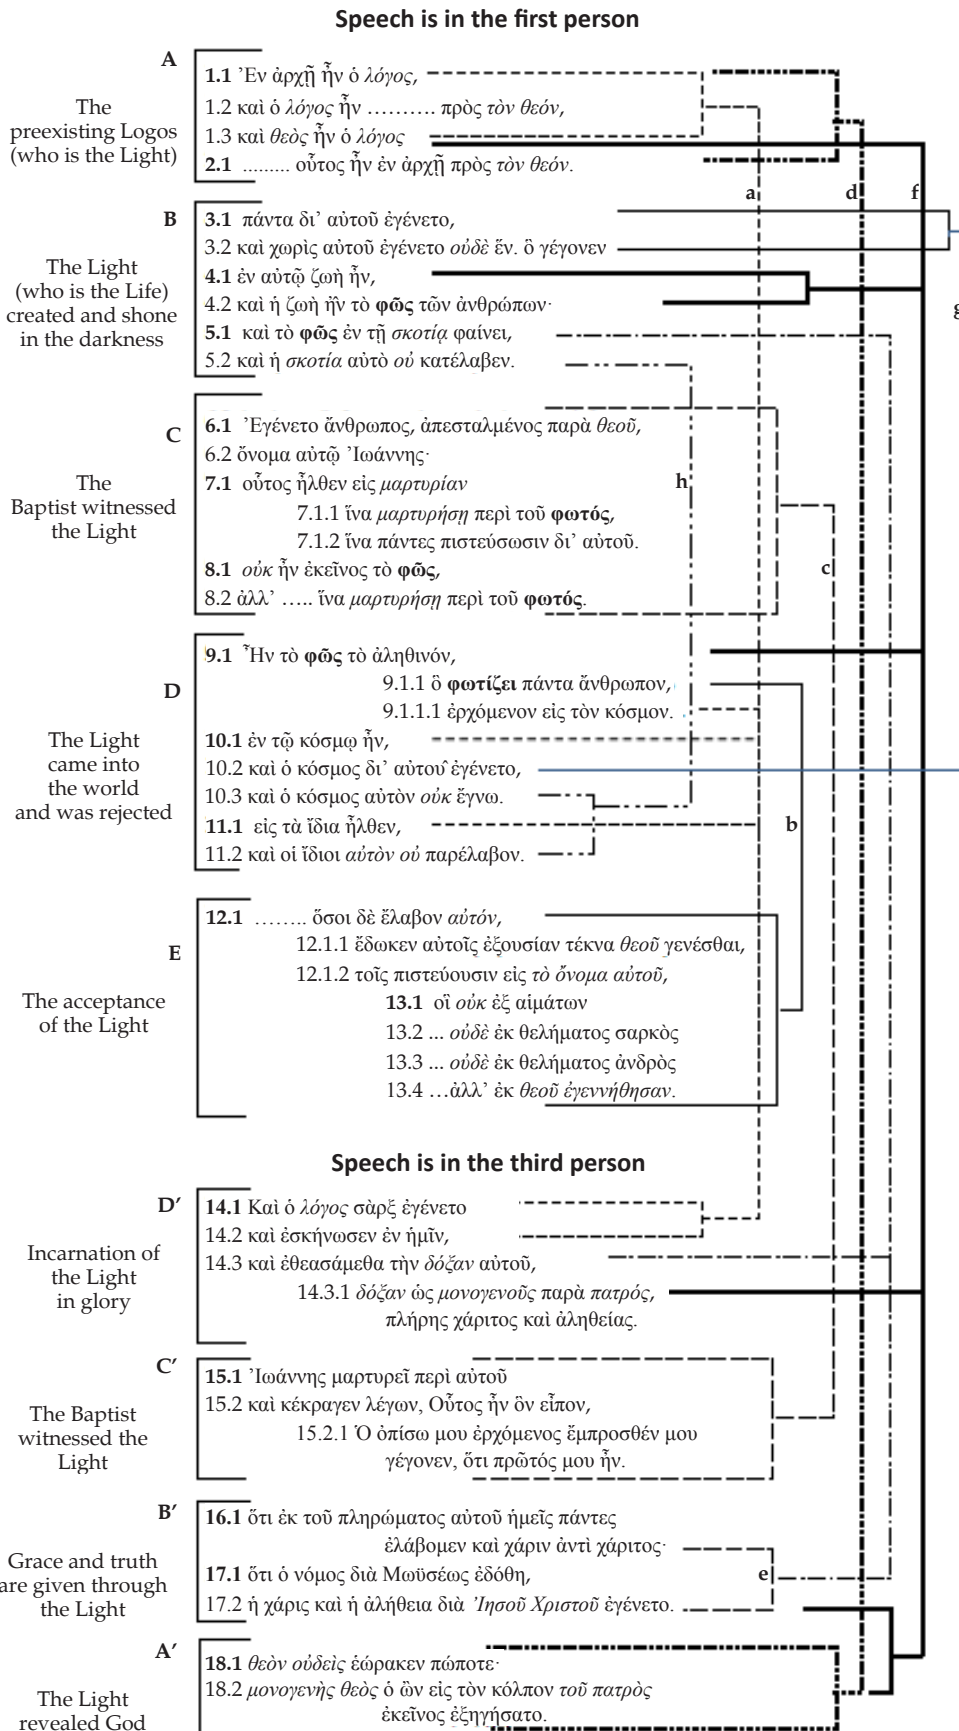 Speech is in the first person
A
The
preexisting Logos
(who is the Light)
1.1 Ἐν ἀρχῇ ἦν ὁ λόγος,
1.2 καὶ ὁ λόγος ἦν .......... πρὸς τὸν θεόν,
1.3 καὶ θεὸς ἦν ὁ λόγος
2.1 ......... οὗτος ἦν ἐν ἀρχῇ πρὸς τὸν θεόν.
a
d
f
B
The Light
(who is the Life)
created and shone
in the darkness
3.1 πάντα δι’ αὐτοῦ ἐγένετο,
3.2 καὶ χωρὶς αὐτοῦ ἐγένετο οὐδὲ ἕν. ὃ γέγονεν
4.1 ἐν αὐτῷ ζωὴ ἦν,
4.2 καὶ ἡ ζωὴ ἦν τὸ φῶς τῶν ἀνθρώπων·
5.1 καὶ τὸ φῶς ἐν τῇ σκοτίᾳ φαίνει,
5.2 καὶ ἡ σκοτία αὐτὸ οὐ κατέλαβεν.
g
C
The
Baptist witnessed
the Light
6.1 Ἐγένετο ἄνθρωπος, ἀπεσταλμένος παρὰ θεοῦ,
6.2 ὄνομα αὐτῷ Ἰωάννης·
7.1 οὗτος ἦλθεν εἰς μαρτυρίαν
7.1.1 ἵνα μαρτυρήσῃ περὶ τοῦ φωτός,
7.1.2 ἵνα πάντες πιστεύσωσιν δι’ αὐτοῦ.
8.1 οὐκ ἦν ἐκεῖνος τὸ φῶς,
8.2 ἀλλ’ ….. ἵνα μαρτυρήσῃ περὶ τοῦ φωτός.
h
c
D
The Light
came into
the world
and was rejected
9.1 Ἦν τὸ φῶς τὸ ἀληθινόν,
9.1.1 ὃ φωτίζει πάντα ἄνθρωπον,
9.1.1.1 ἐρχόμενον εἰς τὸν κόσμον.
10.1 ἐν τῷ κόσμῳ ἦν,
10.2 καὶ ὁ κόσμος δι’ αὐτοῦ ἐγένετο,
10.3 καὶ ὁ κόσμος αὐτὸν οὐκ ἔγνω.
11.1 εἰς τὰ ἴδια ἦλθεν,
11.2 καὶ οἱ ἴδιοι αὐτὸν οὐ παρέλαβον.
b
E
The acceptance
of the Light
12.1 …….. ὅσοι δὲ ἔλαβον αὐτόν,
12.1.1 ἔδωκεν αὐτοῖς ἐξουσίαν τέκνα θεοῦ γενέσθαι,
12.1.2 τοῖς πιστεύουσιν εἰς τὸ ὄνομα αὐτοῦ,
13.1 οἳ οὐκ ἐξ αἱμάτων
13.2 ... οὐδὲ ἐκ θελήματος σαρκὸς
13.3 ... οὐδὲ ἐκ θελήματος ἀνδρὸς
13.4 …ἀλλ’ ἐκ θεοῦ ἐγεννήθησαν.
Speech is in the third person
D′
Incarnation of
the Light
in glory
14.1 Καὶ ὁ λόγος σὰρξ ἐγένετο
14.2 καὶ ἐσκήνωσεν ἐν ἡμῖν,
14.3 καὶ ἐθεασάμεθα τὴν δόξαν αὐτοῦ,
14.3.1 δόξαν ὡς μονογενοῦς παρὰ πατρός,
πλήρης χάριτος καὶ ἀληθείας.
C′
The Baptist
witnessed the
Light
15.1 Ἰωάννης μαρτυρεῖ περὶ αὐτοῦ
15.2 καὶ κέκραγεν λέγων, Οὗτος ἦν ὃν εἶπον,
15.2.1 Ὁ ὀπίσω μου ἐρχόμενος ἔμπροσθέν μου
γέγονεν, ὅτι πρῶτός μου ἦν.
B′
Grace and truth
are given through
the Light
16.1 ὅτι ἐκ τοῦ πληρώματος αὐτοῦ ἡμεῖς πάντες
ἐλάβομεν καὶ χάριν ἀντὶ χάριτος·
17.1 ὅτι ὁ νόμος διὰ Μωϋσέως ἐδόθη,
17.2 ἡ χάρις καὶ ἡ ἀλήθεια διὰ Ἰησοῦ Χριστοῦ ἐγένετο.
e
A′
The Light
revealed God
18.1 θεὸν οὐδεὶς ἑώρακεν πώποτε·
18.2 μονογενὴς θεὸς ὁ ὢν εἰς τὸν κόλπον τοῦ πατρὸς
ἐκεῖνος ἐξηγήσατο.